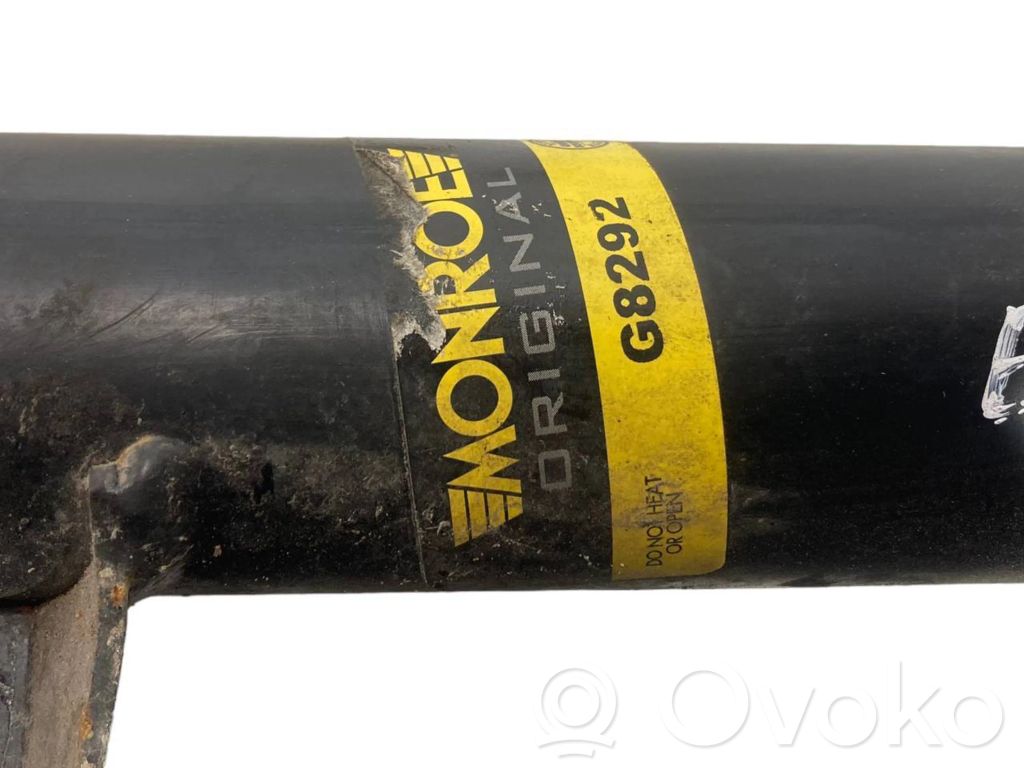 MONROE
ORIGINAL
G8292
DO NOT HEAT
OR OPEN
Ovoko